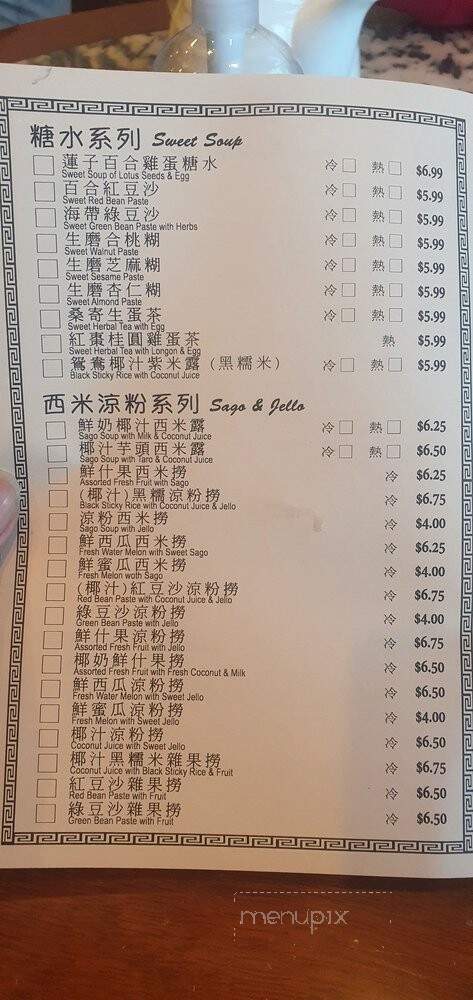 糖水系列 Sweet Soup
蓮子百合雞蛋糖水 冷 熱 $6.99
Sweet Soup of Lotus Seeds & Egg
百合紅豆沙 冷 熱 $5.99
Sweet Red Bean Paste
海帶綠豆沙 冷 熱 $5.99
Sweet Green Bean Paste with Herbs
生磨合桃糊 冷 熱 $5.99
Sweet Walnut Paste
生磨芝麻糊 冷 熱 $5.99
Sweet Sesame Paste
生磨杏仁糊 冷 熱 $5.99
Sweet Almond Paste
桑寄生蛋茶 冷 熱 $5.99
Sweet Herbal Tea with Egg
紅棗桂圓雞蛋茶 熱 $5.99
Sweet Herbal Tea with Longon & Egg
鴛鴦椰汁紫米露 (黑糯米) 冷 熱 $5.99
Black Sticky Rice with Coconut Juice
西米涼粉系列 Sago & Jello
鮮奶椰汁西米露 冷 熱 $6.25
Sago Soup with Milk & Coconut Juice
椰汁芋頭西米露 冷 熱 $6.50
Sago Soup with Taro & Coconut Juice
鮮什果西米撈 冷 $6.25
Assorted Fresh Fruit with Sago
(椰汁)黑糯涼粉撈 冷 $6.75
Black Sticky Rice with Coconut Juice & Jello
涼粉西米撈 冷 $4.00
Sago Soup with Jello
鮮西瓜西米撈 冷 $6.25
Fresh Water Melon with Sweet Sago
鮮蜜瓜西米撈 冷 $4.00
Fresh Melon woth Sago
(椰汁)紅豆沙涼粉撈 冷 $6.75
Red Bean Paste with Coconut Juice & Jello
綠豆沙涼粉撈 冷 $4.00
Green Bean Paste with Jello
鮮什果涼粉撈 冷 $6.75
Assorted Fresh Fruit with Jello
椰奶鮮什果撈 冷 $6.50
Assorted Fresh Fruit with Fresh Coconut & Milk
鮮西瓜涼粉撈 冷 $6.50
Fresh Water Melon with Sweet Jello
鮮蜜瓜涼粉撈 冷 $4.00
Fresh Melon with Sweet Jello
椰汁涼粉撈 冷 $6.50
Coconut Juice with Sweet Jello
椰汁黑糯米雜果撈 冷 $6.75
Coconut Juice with Black Sticky Rice & Fruit
紅豆沙雜果撈 冷 $6.50
Red Bean Paste with Fruit
綠豆沙雜果撈 冷 $6.50
Green Bean Paste with Fruit
menupix